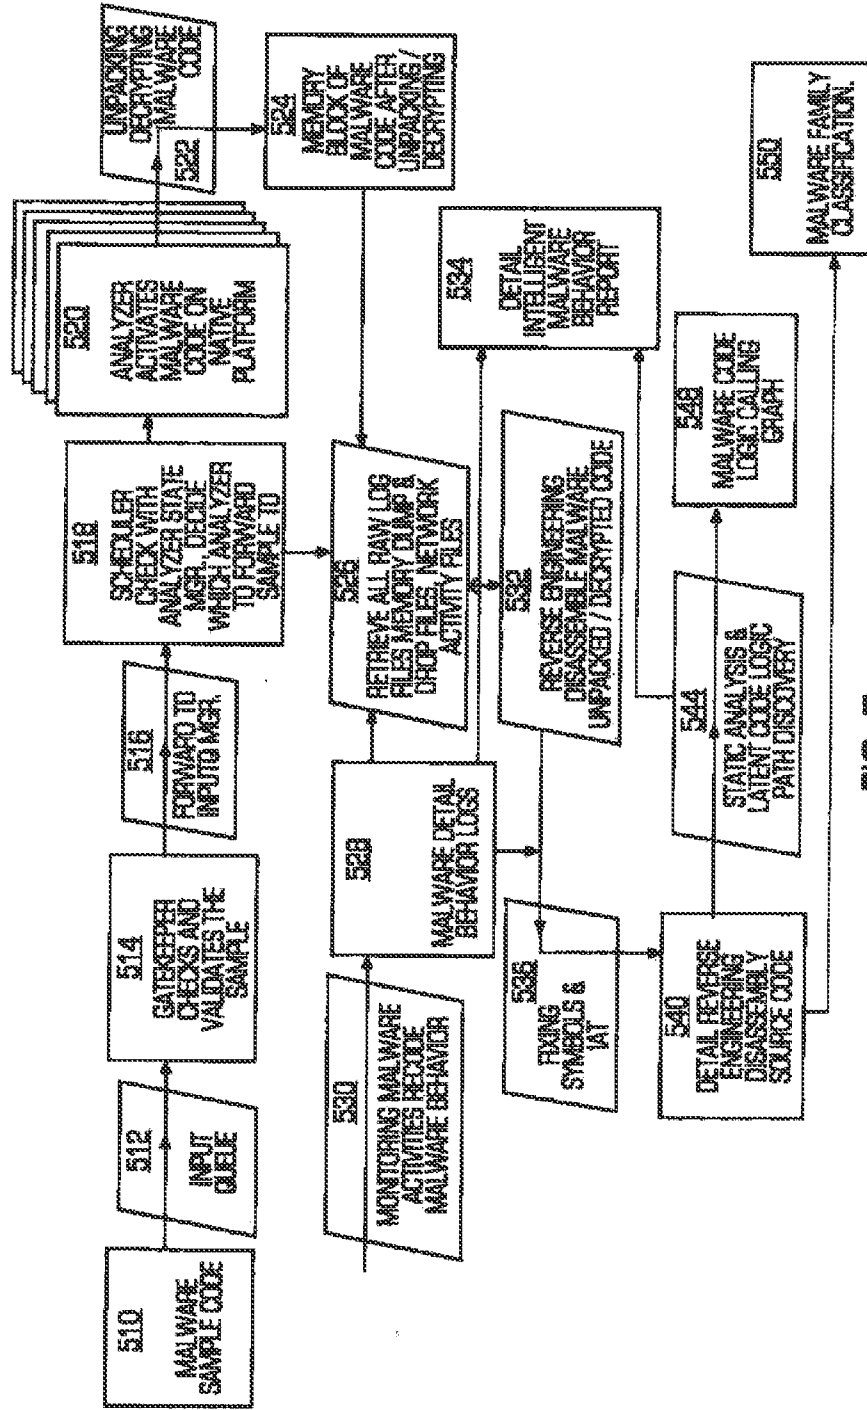 510
MALWARE
SAMPLE CODE
512
INPUT
QUEUE
514
GATEKEEPER
CHECKS AND
VALIDATES THE
SAMPLE
516
FORWARD TO
INPUTQ MGR.
518
SCHEDULER
CHECK WITH
ANALYZER STATE
MGR., DECIDE
WHICH ANALYZER
TO FORWARD
SAMPLE TO
520
ANALYZER
ACTIVATES
MALWARE
CODE ON
NATIVE
PLATFORM
UNPACKING
DECRYPTING
MALWARE
CODE
522
524
MEMORY
BLOCK OF
MALWARE
CODE AFTER
UNPACKING /
DECRYPTING
530
MONITORING MALWARE
ACTIVITIES RECODE
MALWARE BEHAVIOR
528
MALWARE DETAIL
BEHAVIOR LOGS
526
RETRIEVE ALL RAW LOG
FILES MEMORY DUMP &
DROP FILES, NETWORK
ACTIVITY FILES
534
DETAIL
INTELLIGENT
MALWARE
BEHAVIOR
REPORT
536
FIXING
SYMBOLS &
IAT
532
REVERSE ENGINEERING
DISASSEMBLE MALWARE
UNPACKED / DECRYPTED CODE
540
DETAIL REVERSE
ENGINEERING
DISASSEMBLY
SOURCE CODE
544
STATIC ANALYSIS &
LATENT CODE LOGIC
PATH DISCOVERY
548
MALWARE CODE
LOGIC CALLING
GRAPH
550
MALWARE FAMILY
CLASSIFICATION.